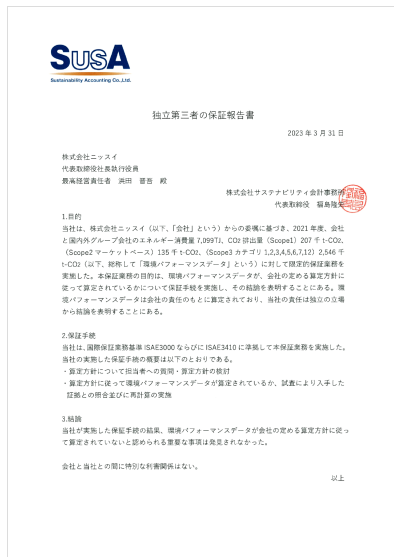 SusA
Sustainability Accounting Co.,Ltd.
独立第三者の保証報告書
2023 年 3 月 31 日
株式会社ニッスイ
代表取締役社長執行役員
最高経営責任者 浜田 晋吾 殿
株式会社サステナビリティ会計事務所
代表取締役 福島隆史
1.目的
当社は、株式会社ニッスイ（以下、「会社」という）からの委嘱に基づき、2021 年度、会社
と国内外グループ会社のエネルギー消費量 7,099TJ、CO2 排出量（Scope1）207 千 t-CO2、
（Scope2 マーケットベース）135 千 t-CO2、（Scope3 カテゴリ 1,2,3,4,5,6,7,12）2,546 千
t-CO2（以下、総称して「環境パフォーマンスデータ」という）に対して限定的保証業務を
実施した。本保証業務の目的は、環境パフォーマンスデータが、会社の定める算定方針に
従って算定されているかについて保証手続を実施し、その結論を表明することにある。環
境パフォーマンスデータは会社の責任のもとに算定されており、当社の責任は独立の立場
から結論を表明することにある。
2.保証手続
当社は、国際保証業務基準 ISAE3000 ならびに ISAE3410 に準拠して本保証業務を実施した。
当社の実施した保証手続の概要は以下のとおりである。
・算定方針について担当者への質問・算定方針の検討
・算定方針に従って環境パフォーマンスデータが算定されているか、試査により入手した
証拠との照合並びに再計算の実施
3.結論
当社が実施した保証手続の結果、環境パフォーマンスデータが会社の定める算定方針に従っ
て算定されていないと認められる重要な事項は発見されなかった。
会社と当社との間に特別な利害関係はない。
以上